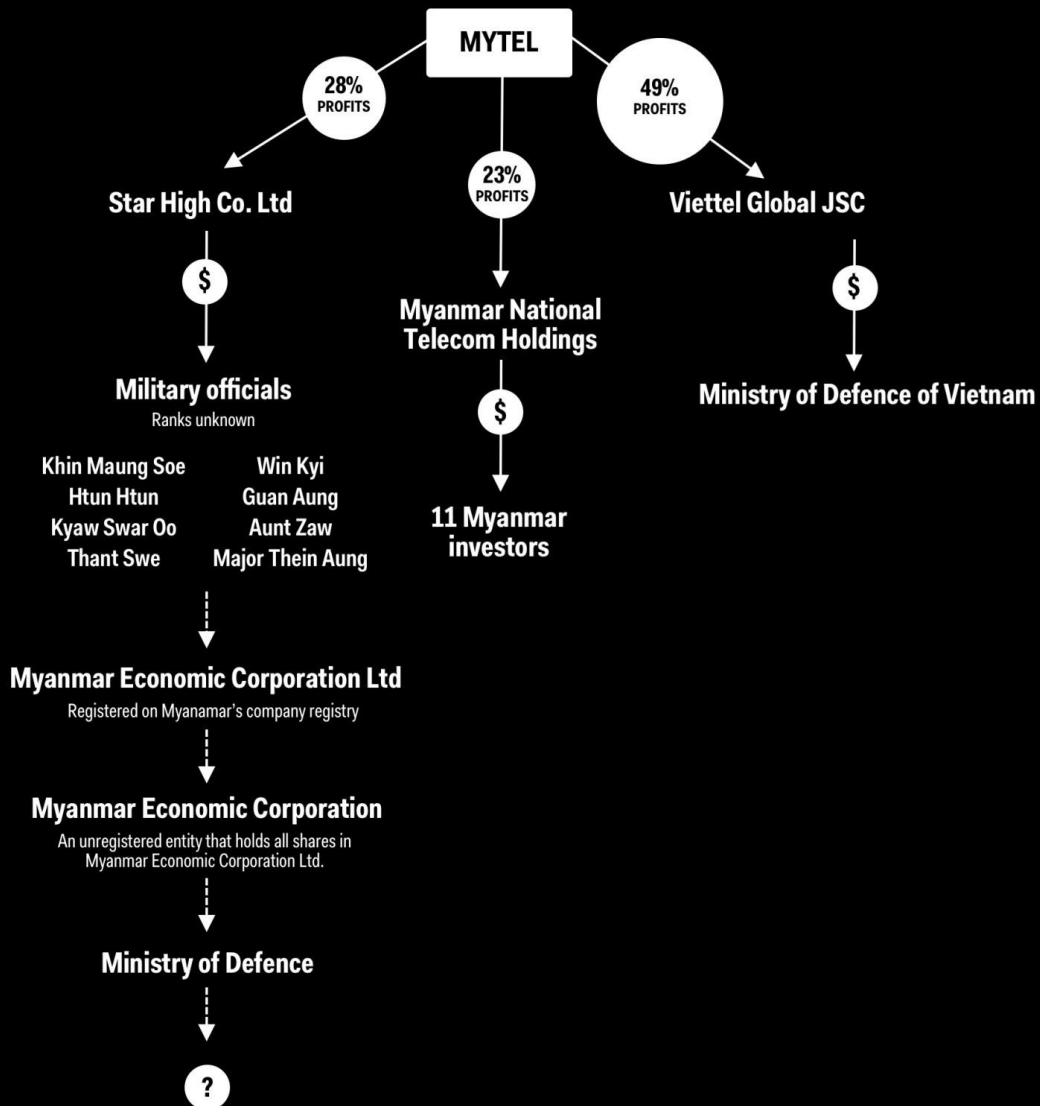 MYTEL
28%
PROFITS
49%
PROFITS
23%
PROFITS
Star High Co. Ltd
Viettel Global JSC
$
$
Myanmar National
Telecom Holdings
Military officials
Ranks unknown
Ministry of Defence of Vietnam
$
Khin Maung Soe
Htun Htun
Kyaw Swar Oo
Thant Swe
Win Kyi
Guan Aung
Aunt Zaw
Major Thein Aung
11 Myanmar
investors
Myanmar Economic Corporation Ltd
Registered on Myanamar's company registry
Myanmar Economic Corporation
An unregistered entity that holds all shares in
Myanmar Economic Corporation Ltd.
Ministry of Defence
?